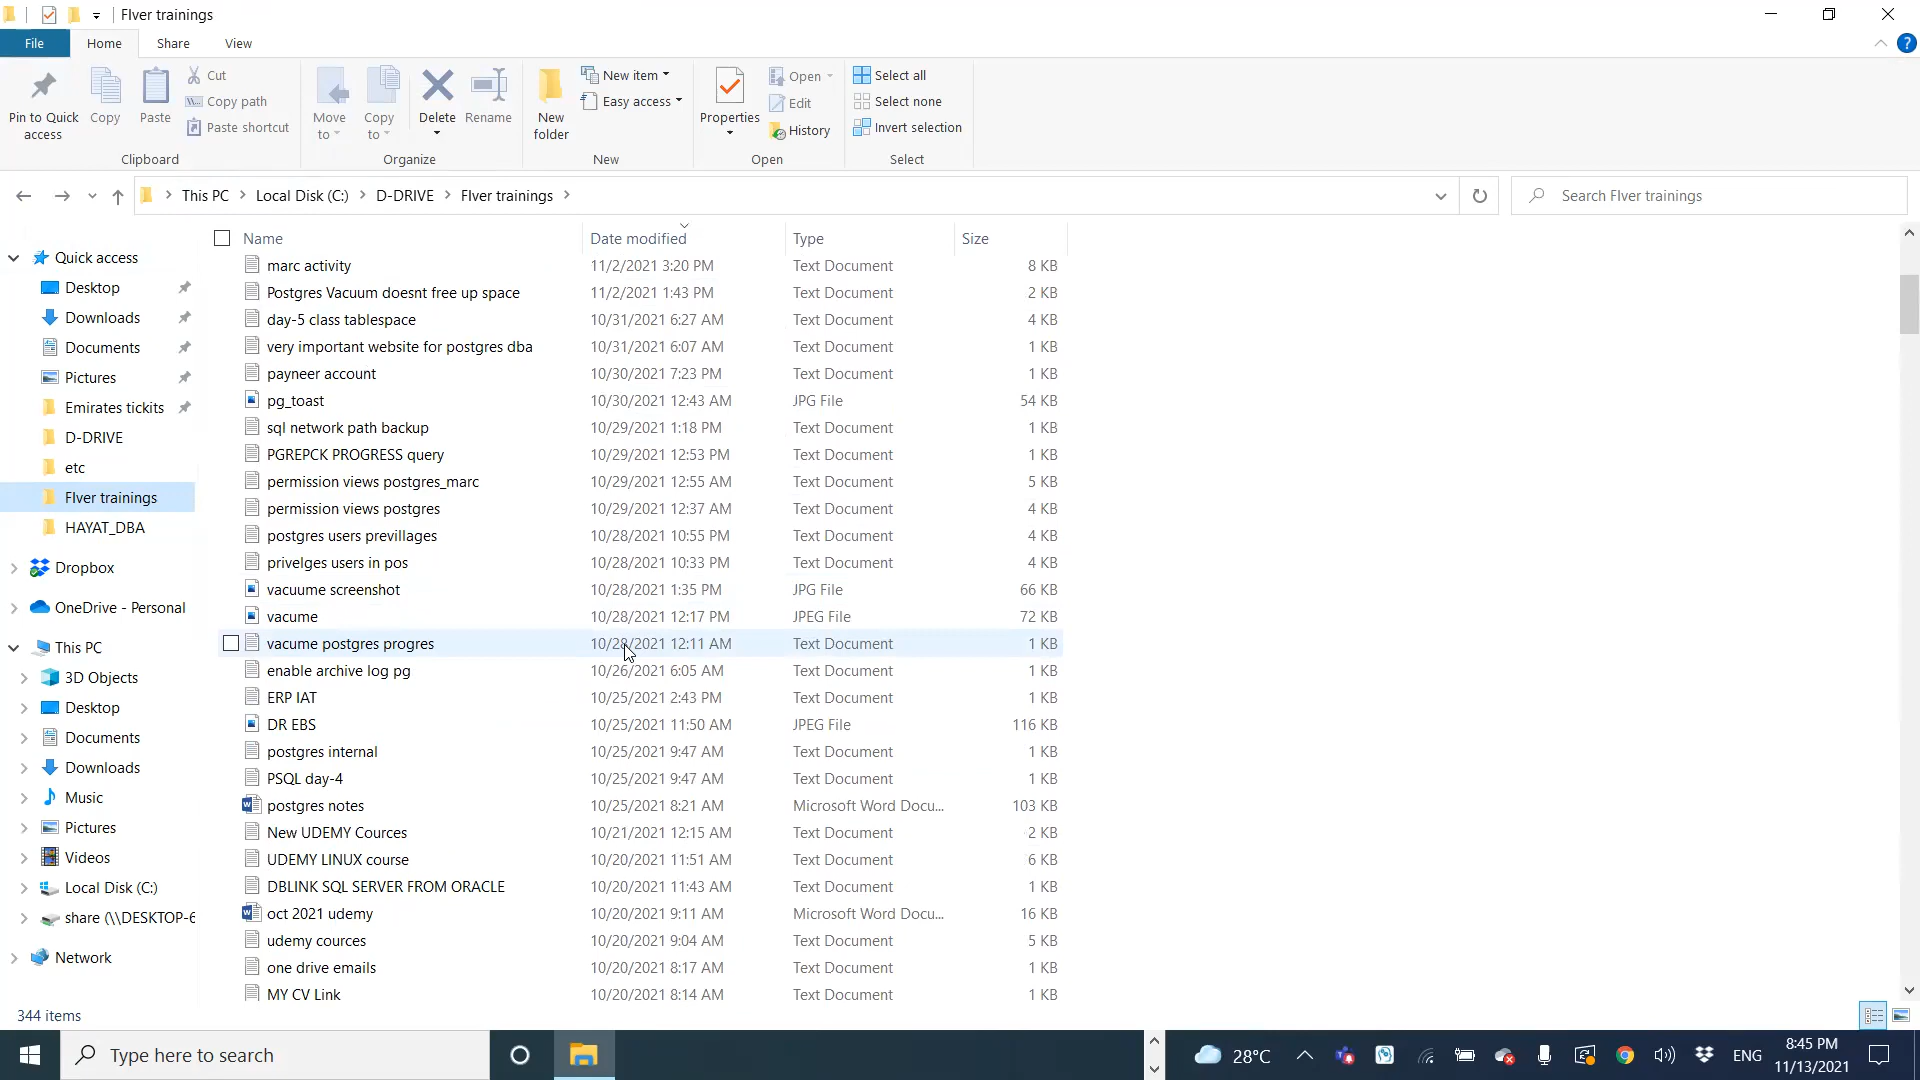 FIver trainings
File Home Share View
Pin to Quick access
Copy
Paste
Cut
Copy path
Paste shortcut
Clipboard
Move to
Copy to
Delete
Rename
Organize
New folder
New item
Easy access
New
Properties
Open
Edit
History
Open
Select all
Select none
Invert selection
Select
This PC > Local Disk (C:) > D-DRIVE > FIver trainings >
Search FIver trainings
Quick access
Desktop
Downloads
Documents
Pictures
Emirates tickits
D-DRIVE
etc
FIver trainings
HAYAT_DBA
Dropbox
OneDrive - Personal
This PC
3D Objects
Desktop
Documents
Downloads
Music
Pictures
Videos
Local Disk (C:)
share (\\DESKTOP-6
Network
Name Date modified Type Size
marc activity 11/2/2021 3:20 PM Text Document 8 KB
Postgres Vacuum doesnt free up space 11/2/2021 1:43 PM Text Document 2 KB
day-5 class tablespace 10/31/2021 6:27 AM Text Document 4 KB
very important website for postgres dba 10/31/2021 6:07 AM Text Document 1 KB
payneer account 10/30/2021 7:23 PM Text Document 1 KB
pg_toast 10/30/2021 12:43 AM JPG File 54 KB
sql network path backup 10/29/2021 1:18 PM Text Document 1 KB
PGREPCK PROGRESS query 10/29/2021 12:53 PM Text Document 1 KB
permission views postgres_marc 10/29/2021 12:55 AM Text Document 5 KB
permission views postgres 10/29/2021 12:37 AM Text Document 4 KB
postgres users previllages 10/28/2021 10:55 PM Text Document 4 KB
privelges users in pos 10/28/2021 10:33 PM Text Document 4 KB
vacuume screenshot 10/28/2021 1:35 PM JPG File 66 KB
vacume 10/28/2021 12:17 PM JPEG File 72 KB
vacume postgres progres 10/28/2021 12:11 AM Text Document 1 KB
enable archive log pg 10/26/2021 6:05 AM Text Document 1 KB
ERP IAT 10/25/2021 2:43 PM Text Document 1 KB
DR EBS 10/25/2021 11:50 AM JPEG File 116 KB
postgres internal 10/25/2021 9:47 AM Text Document 1 KB
PSQL day-4 10/25/2021 9:47 AM Text Document 1 KB
postgres notes 10/25/2021 8:21 AM Microsoft Word Docu... 103 KB
New UDEMY Cources 10/21/2021 12:15 AM Text Document 2 KB
UDEMY LINUX course 10/20/2021 11:51 AM Text Document 6 KB
DBLINK SQL SERVER FROM ORACLE 10/20/2021 11:43 AM Text Document 1 KB
oct 2021 udemy 10/20/2021 9:11 AM Microsoft Word Docu... 16 KB
udemy cources 10/20/2021 9:04 AM Text Document 5 KB
one drive emails 10/20/2021 8:17 AM Text Document 1 KB
MY CV Link 10/20/2021 8:14 AM Text Document 1 KB
344 items
Type here to search
28°C
ENG
8:45 PM
11/13/2021